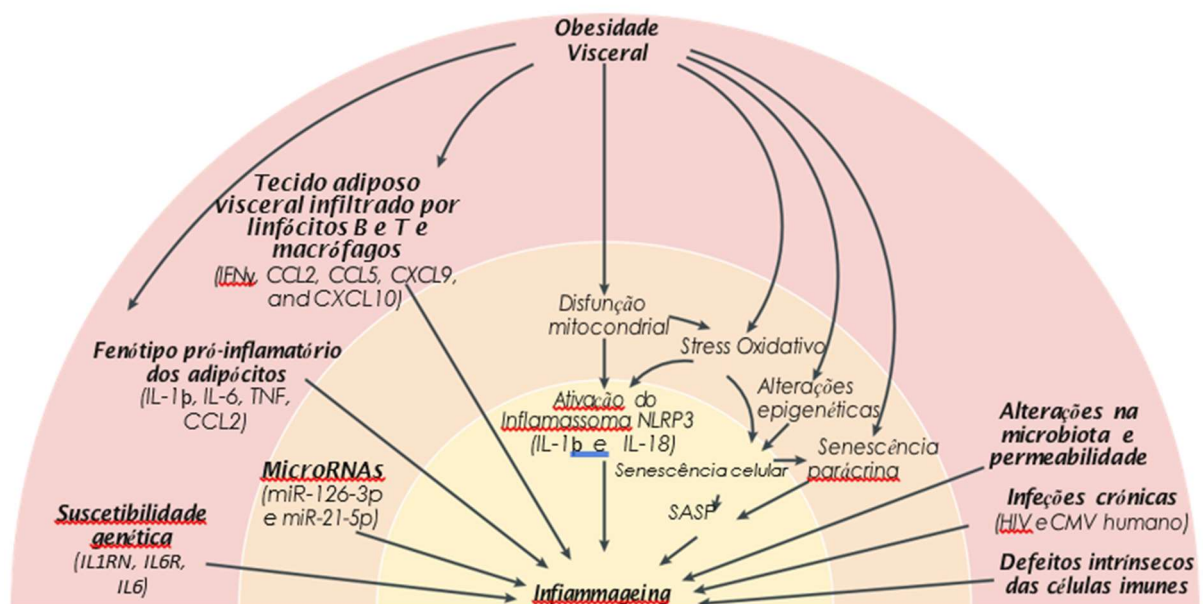 Obesidade
Visceral
Tecido adiposo
visceral infiltrado por
linfócitos B e T e
macrófagos
(IFNγ, CCL2, CCL5, CXCL9,
and CXCL10)
Disfunção
mitocondrial
Stress Oxidativo
Fenótipo pró-inflamatório
dos adipócitos
(IL-1þ, IL-6, TNF,
CCL2)
Alterações
epigenéticas
Ativação do
Inflamassoma NLRP3
(IL-1þ e IL-18)
Senescência
parácrina
Senescência celular
Alterações na
microbiota e
permeabilidade
MicroRNAs
(miR-126-3p
e miR-21-5p)
SASP
Infeções crónicas
(HIV e CMV humano)
Suscetibilidade
genética
(IL1RN, IL6R,
IL6)
Defeitos intrínsecos
das células imunes
Infiammageing